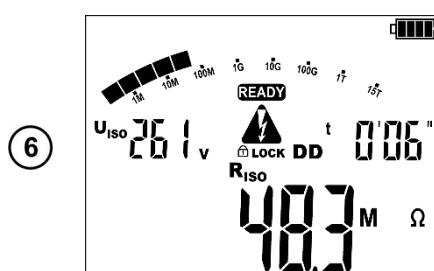 1M 10M 100M 1G 10G 100G 1T 15T
READY
UISO 261 V LOCK DD t 0'06"
6
RISO
48.3 M Ω